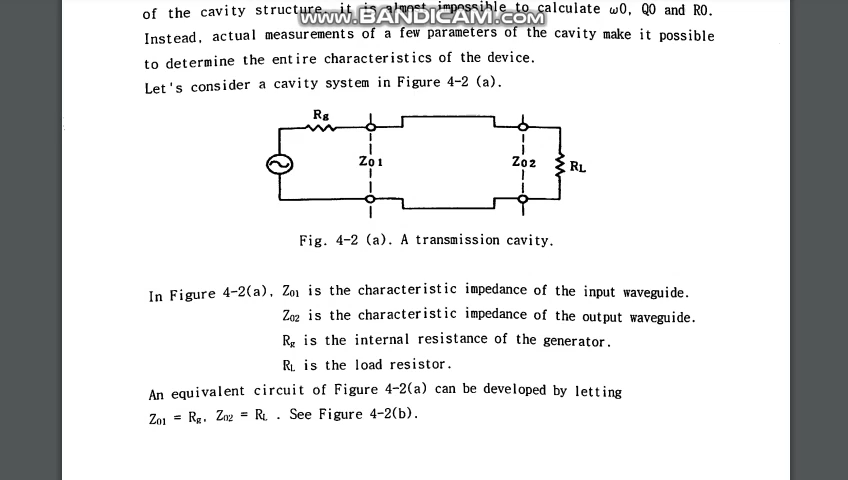 of the cavity structure, it is almost impossible to calculate ω0, Q0 and R0.
www.BANDICAM.com
Instead, actual measurements of a few parameters of the cavity make it possible
to determine the entire characteristics of the device.
Let's consider a cavity system in Figure 4-2 (a).
Rg
Z01
Z02
RL
Fig. 4-2 (a). A transmission cavity.
In Figure 4-2(a), Z01 is the characteristic impedance of the input waveguide.
Z02 is the characteristic impedance of the output waveguide.
Rg is the internal resistance of the generator.
RL is the load resistor.
An equivalent circuit of Figure 4-2(a) can be developed by letting
Z01 = Rg, Z02 = RL . See Figure 4-2(b).